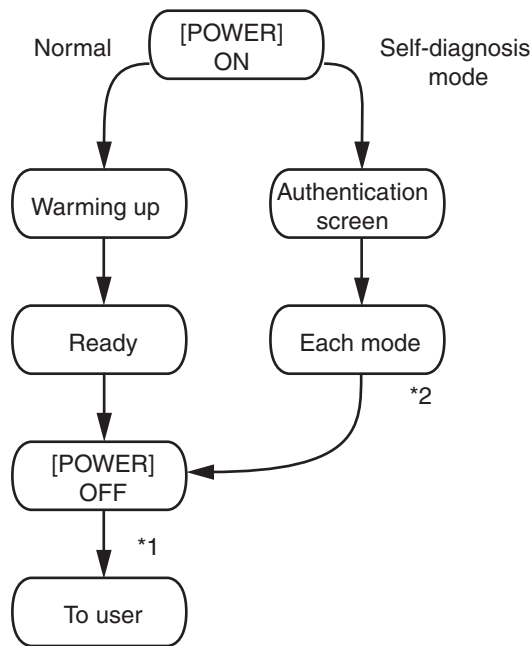 [POWER]
ON
Normal
Self-diagnosis
mode
Warming up
Authentication
screen
Ready
Each mode
*2
[POWER]
OFF
*1
To user